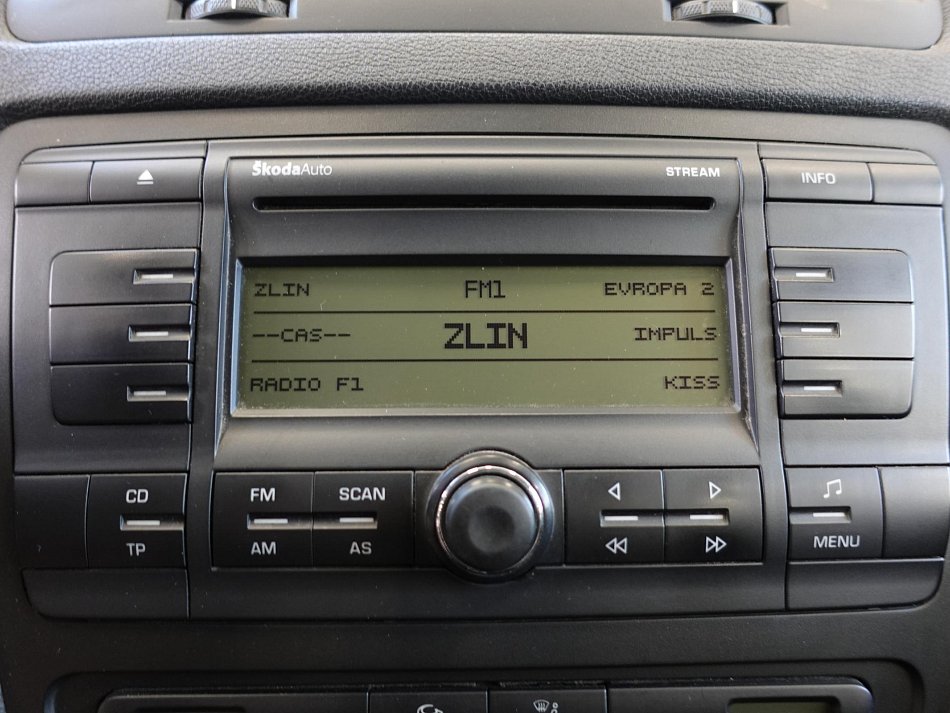 ŠkodaAuto STREAM
INFO
ZLIN FM1 EVROPA 2
--CAS-- ZLIN IMPULS
RADIO F1 KISS
CD FM SCAN
TP AM AS MENU